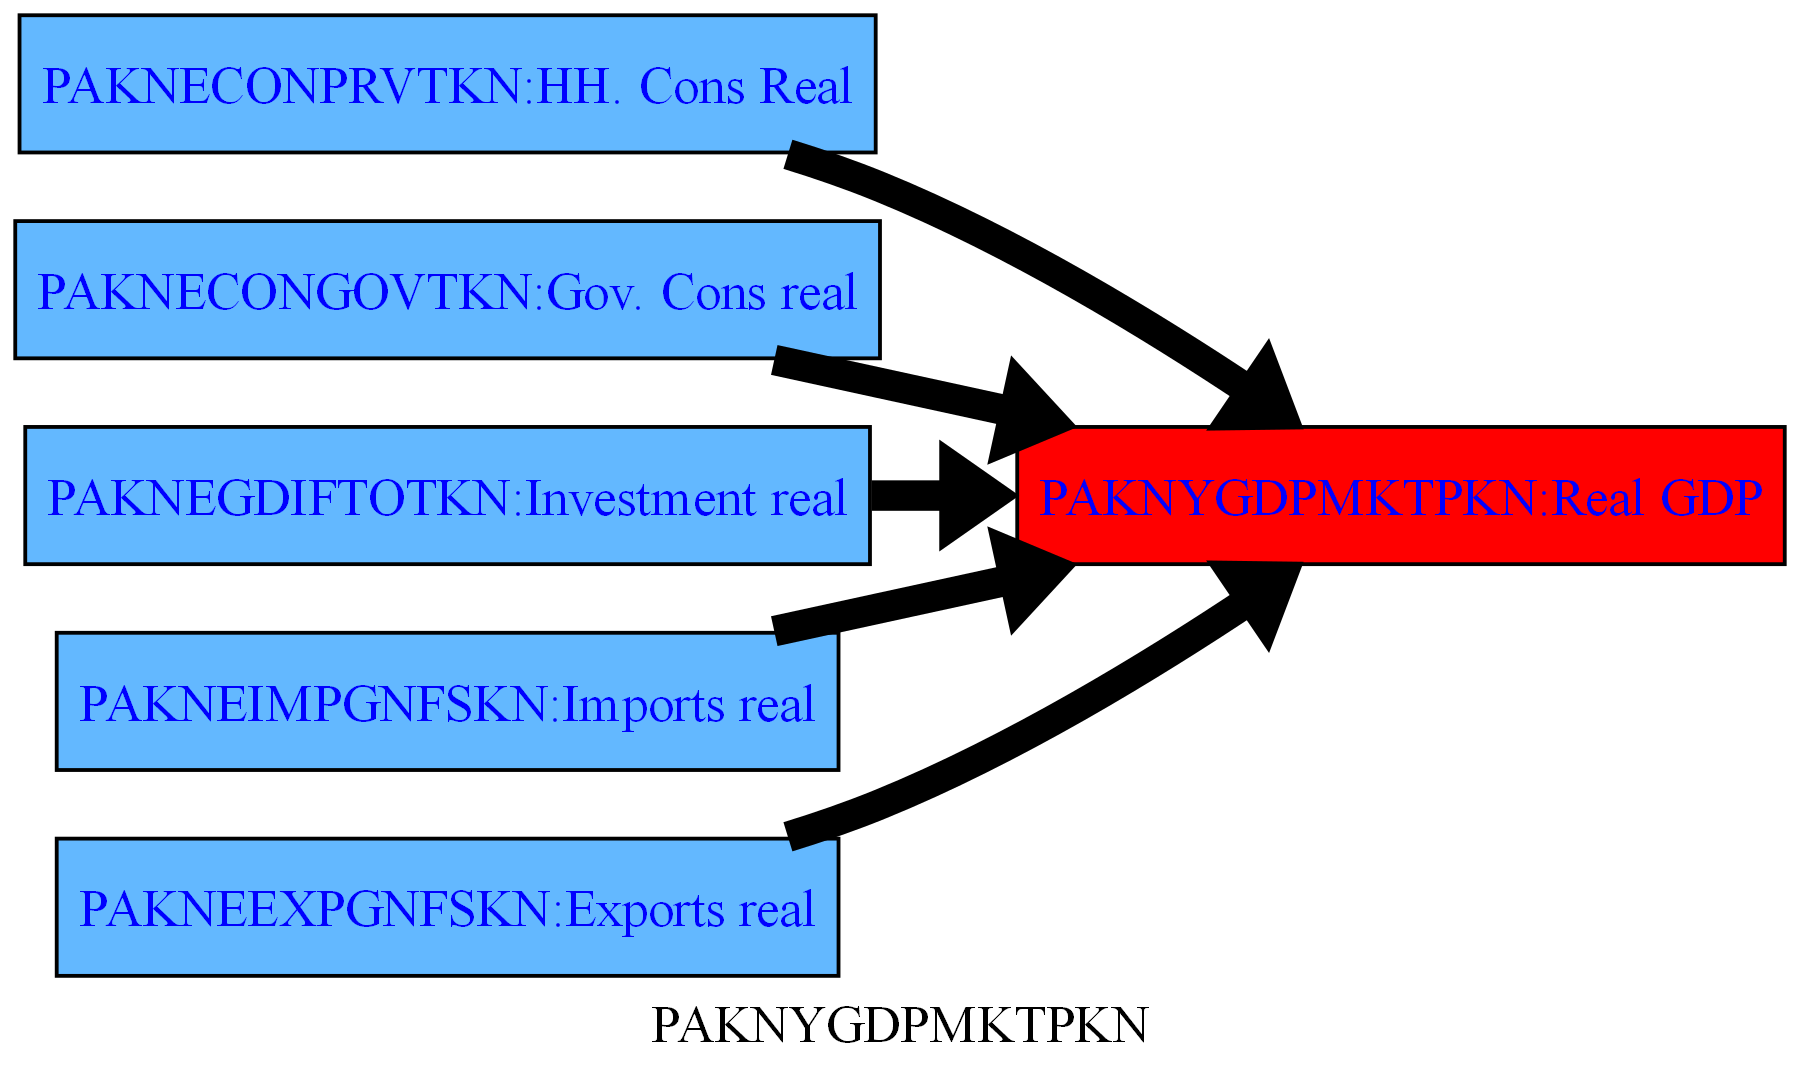 PAKNECONPRVTKN:HH. Cons Real
PAKNECONGOVTKN:Gov. Cons real
PAKNEGDIFTOTKN:Investment real
PAKNYGDPMKTPKN:Real GDP
PAKNEIMPGNFSKN:Imports real
PAKNEEXPGNFSKN:Exports real
PAKNYGDPMKTPKN